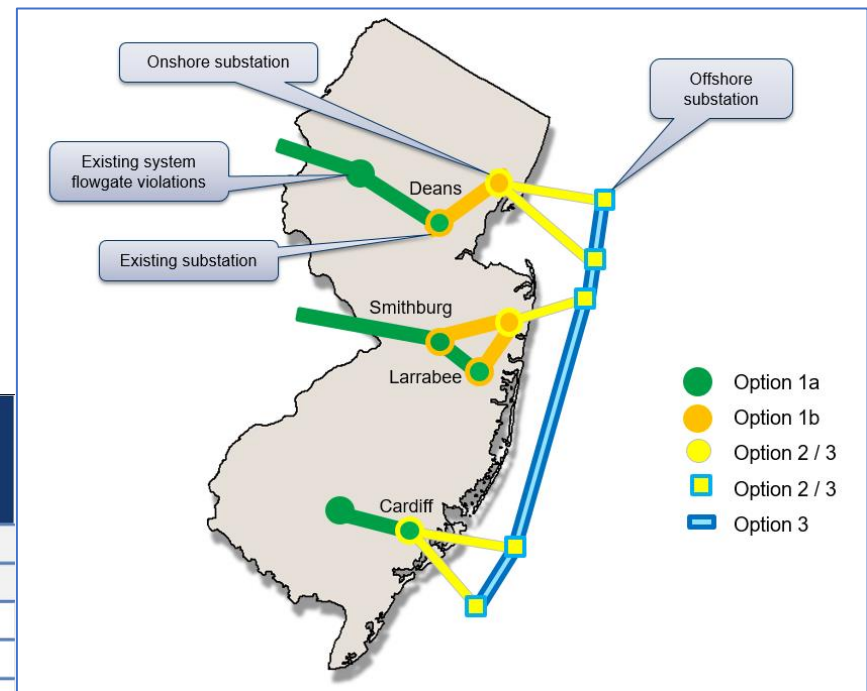 Onshore substation
Offshore
substation
Existing system
flowgate violations
Deans
Existing substation
Smithburg
Larrabee
Option 1a
Option 1b
Option 2 / 3
Option 2 / 3
Option 3
Cardiff